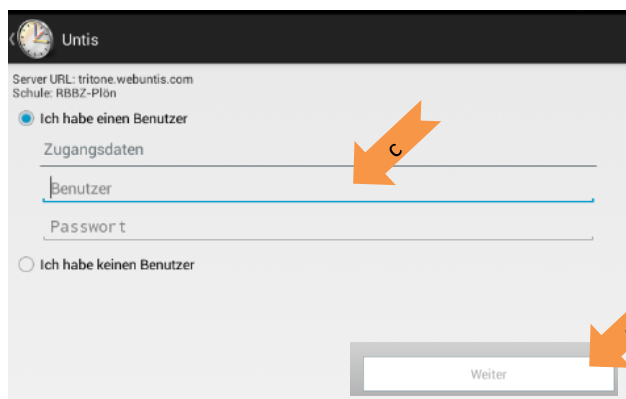 Untis
Server URL: tritone.webuntis.com
Schule: RBBZ-Plön
Ich habe einen Benutzer
Zugangsdaten
c
Benutzer
Passwort
Ich habe keinen Benutzer
Weiter